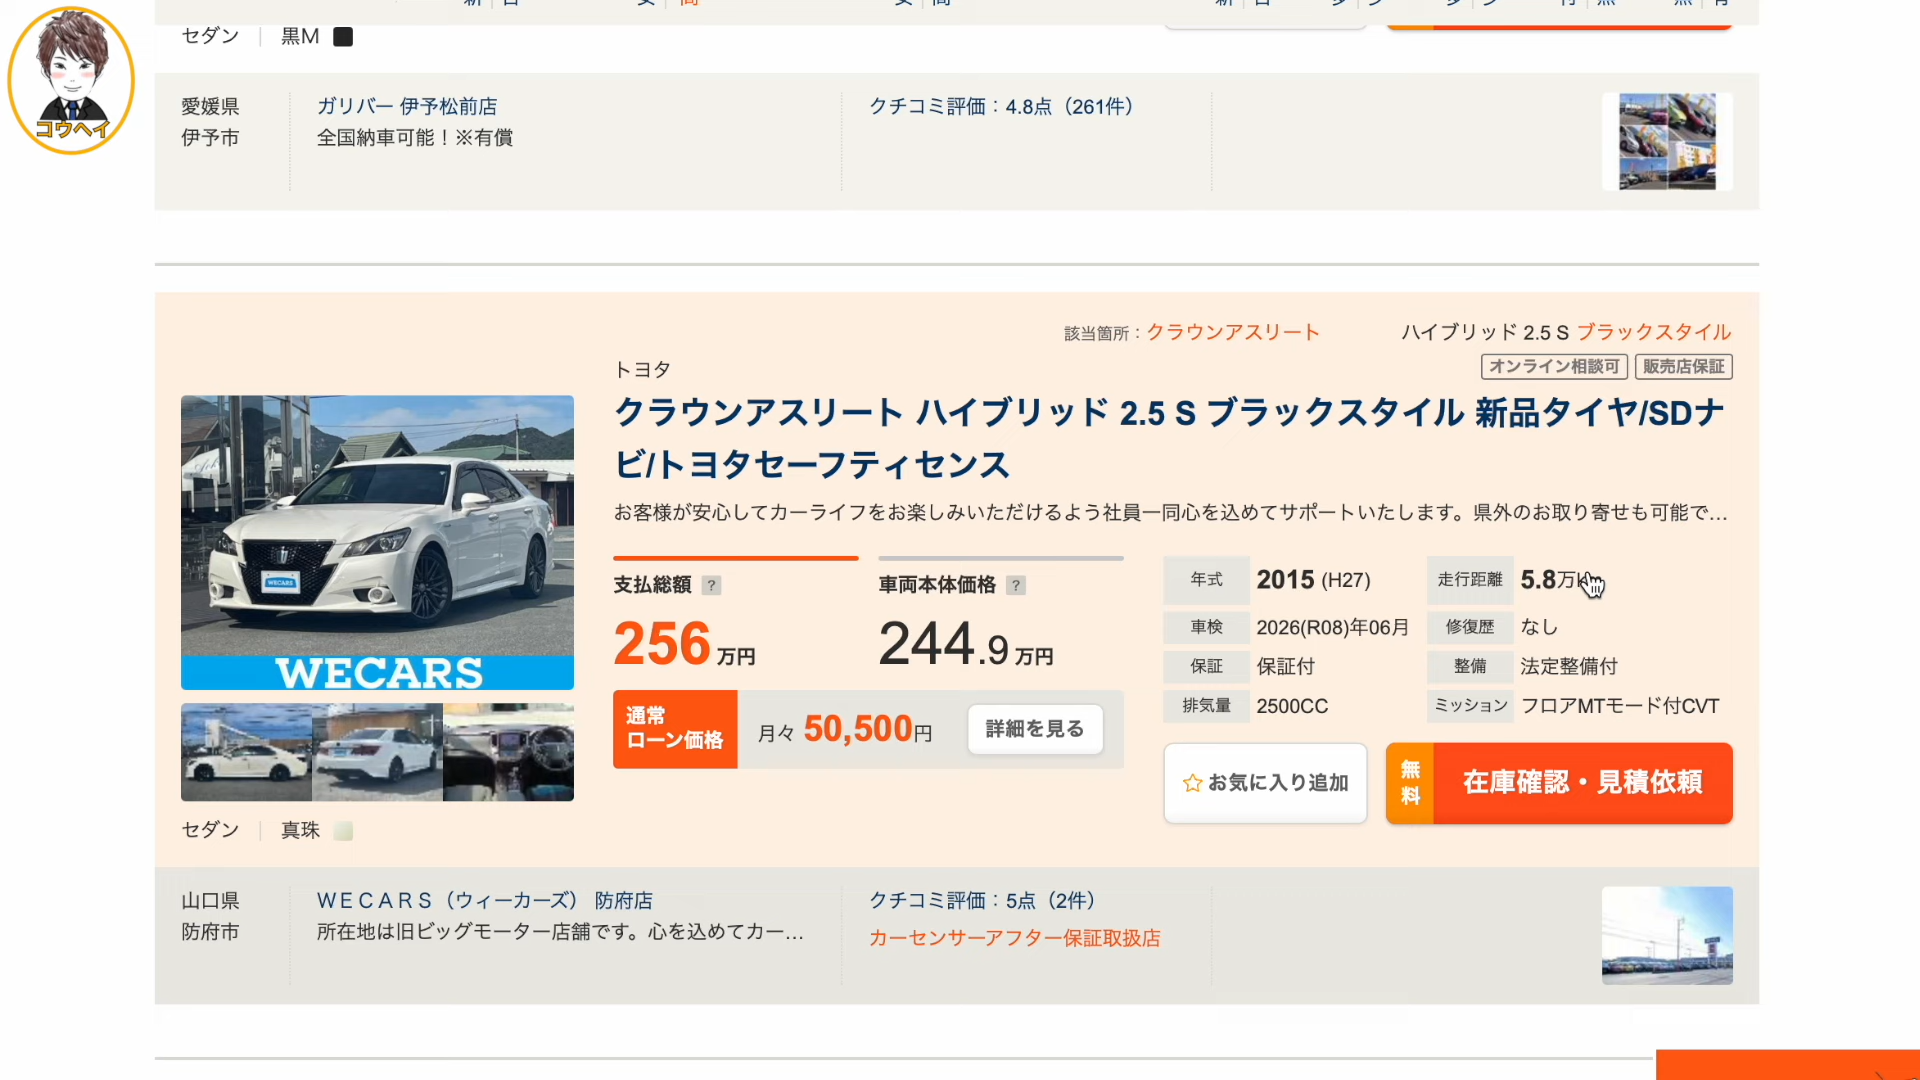 セダン
黒M
コウヘイ
愛媛県
伊予市
ガリバー 伊予松前店
全国納車可能！※有償
クチコミ評価：4.8点（261件）
該当箇所：クラウンアスリート ハイブリッド 2.5 S ブラックスタイル
オンライン相談可
販売店保証
トヨタ
クラウンアスリート ハイブリッド 2.5 S ブラックスタイル 新品タイヤ/SDナ
ビ/トヨタセーフティセンス
お客様が安心してカーライフをお楽しみいただけるよう社員一同心を込めてサポートいたします。県外のお取り寄せも可能で…
WECARS
WECARS
支払総額 ?
256万円
車両本体価格 ?
244.9万円
通常
ローン価格
月々 50,500円
詳細を見る
年式 2015 (H27)
走行距離 5.8万
車検 2026(R08)年06月
修復歴 なし
保証 保証付
整備 法定整備付
排気量 2500CC
ミッション フロアMTモード付CVT
お気に入り追加
無料
在庫確認・見積依頼
セダン
真珠
山口県
防府市
ＷＥＣＡＲＳ（ウィーカーズ） 防府店
所在地は旧ビッグモーター店舗です。心を込めてカー…
クチコミ評価：5点（2件）
カーセンサーアフター保証取扱店